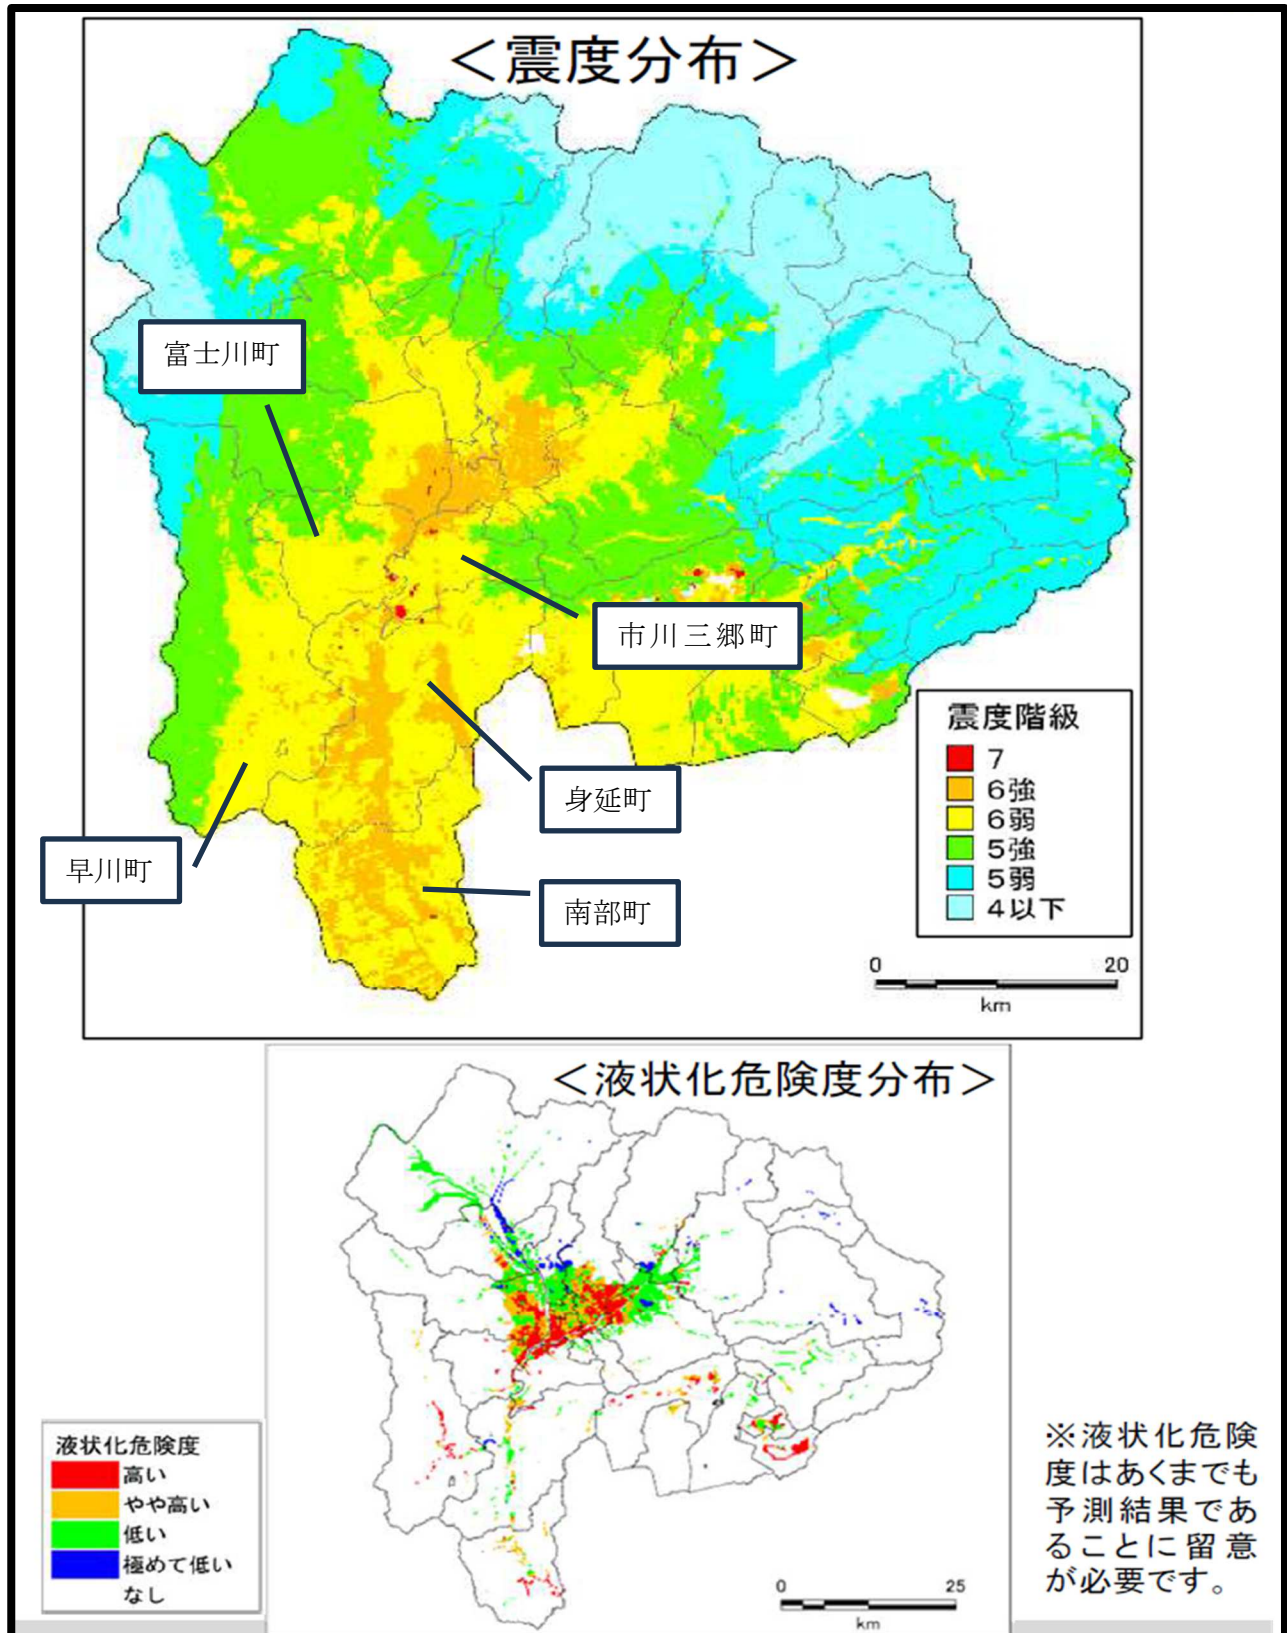 ＜震度分布＞
富士川町
市川三郷町
身延町
早川町
南部町
震度階級
7
6強
6弱
5強
5弱
4以下
0 20
km
＜液状化危険度分布＞
液状化危険度
高い
やや高い
低い
極めて低い
なし
0 25
km
※液状化危険
度はあくまでも
予測結果であ
ることに留意
が必要です。